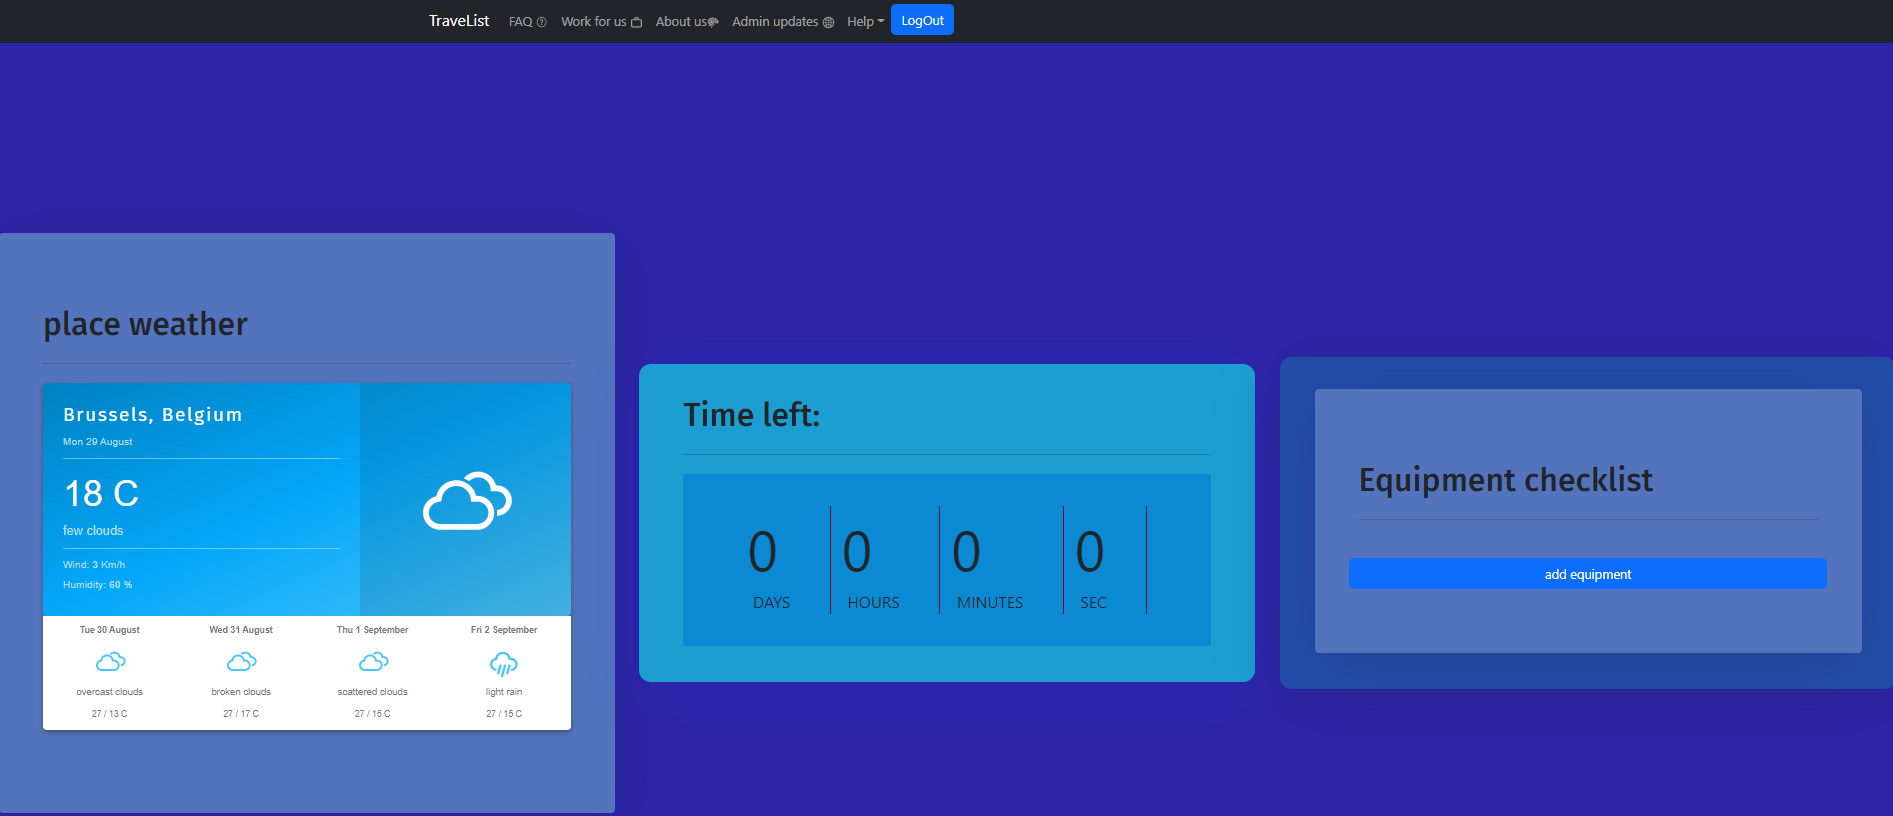 TraveList FAQ Work for us About us Admin updates Help LogOut
place weather
Brussels, Belgium
Mon 29 August
18 C
few clouds
Wind: 3 Km/h
Humidity: 60 %
Tue 30 August Wed 31 August Thu 1 September Fri 2 September
overcast clouds broken clouds scattered clouds light rain
27 / 13 C 27 / 17 C 27 / 15 C 27 / 15 C
Time left:
0 0 0 0
DAYS HOURS MINUTES SEC
Equipment checklist
add equipment